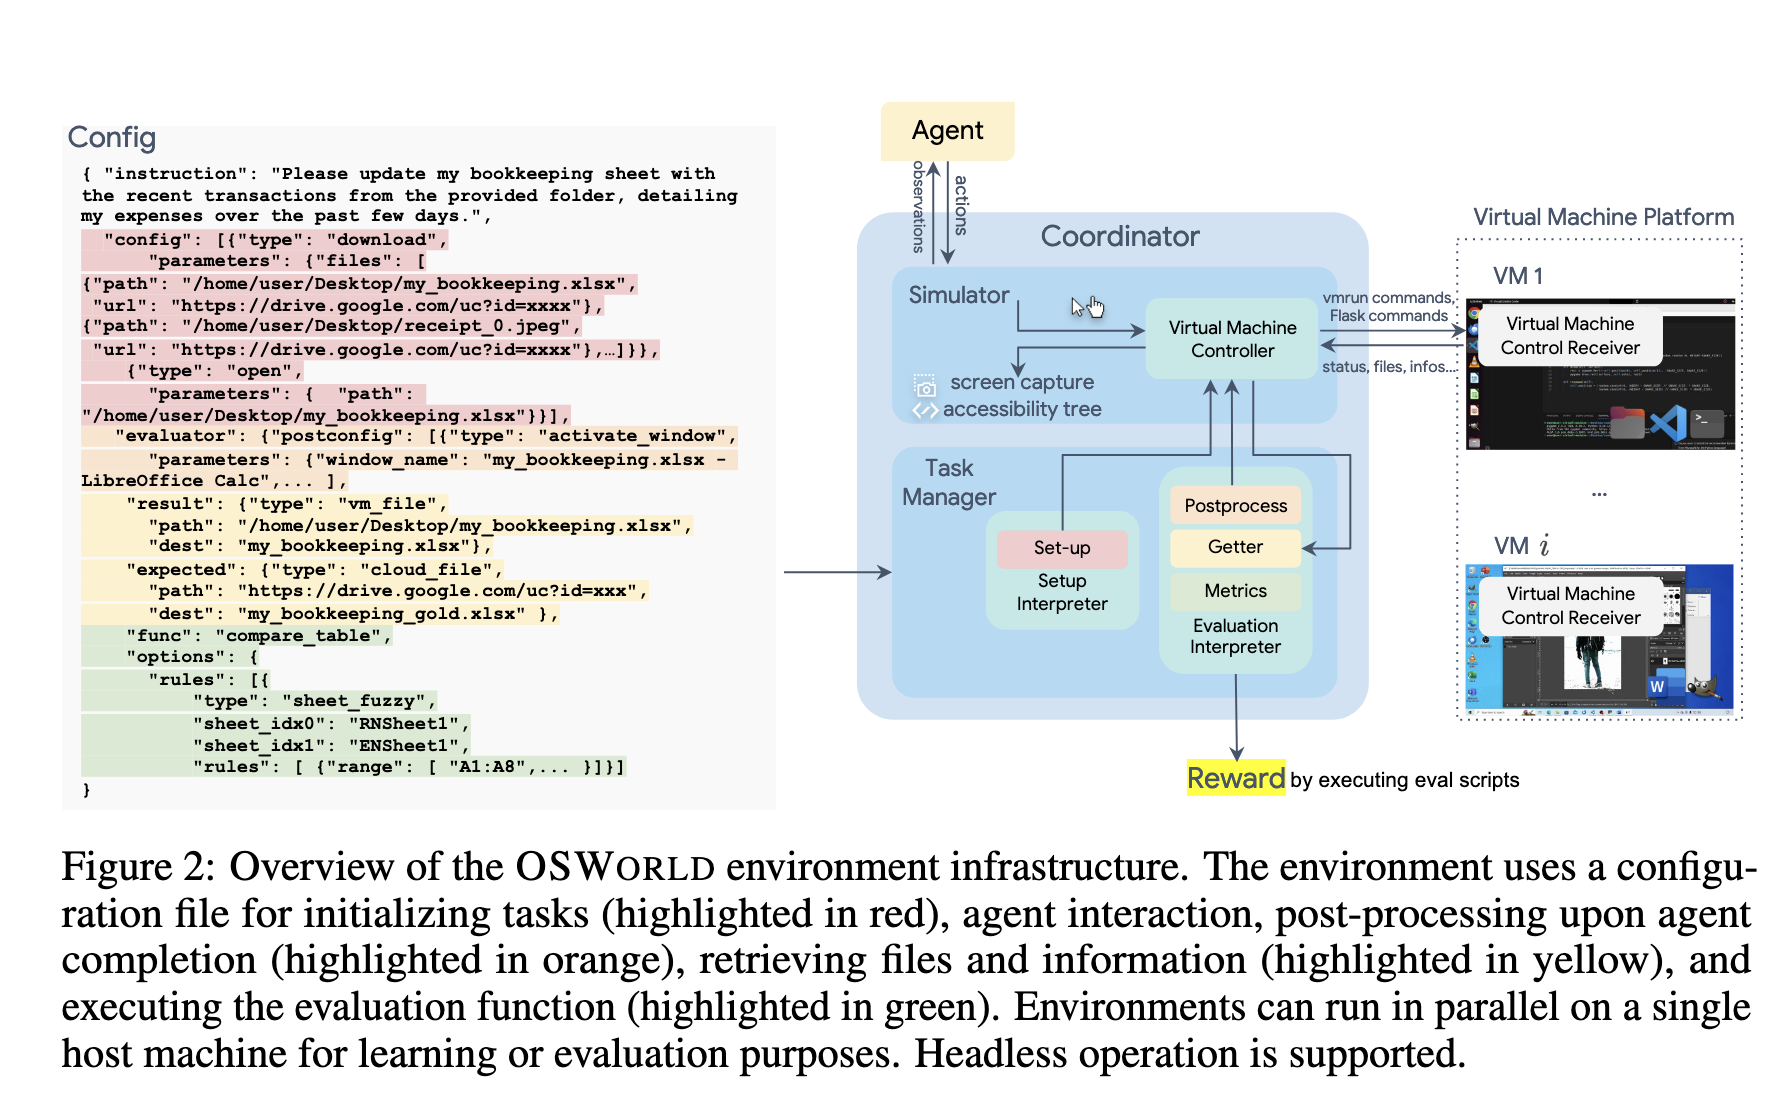 Config
{ "instruction": "Please update my bookkeeping sheet with
the recent transactions from the provided folder, detailing
my expenses over the past few days.",
"config": [{"type": "download",
"parameters": {"files": [
{"path": "/home/user/Desktop/my_bookkeeping.xlsx",
"url": "https://drive.google.com/uc?id=xxxx"},
{"path": "/home/user/Desktop/receipt_0.jpeg",
"url": "https://drive.google.com/uc?id=xxxx"},…]}},
{"type": "open",
"parameters": { "path":
"/home/user/Desktop/my_bookkeeping.xlsx"}}],
"evaluator": {"postconfig": [{"type": "activate_window",
"parameters": {"window_name": "my_bookkeeping.xlsx -
LibreOffice Calc",... ],
"result": {"type": "vm_file",
"path": "/home/user/Desktop/my_bookkeeping.xlsx",
"dest": "my_bookkeeping.xlsx"},
"expected": {"type": "cloud_file",
"path": "https://drive.google.com/uc?id=xxx",
"dest": "my_bookkeeping_gold.xlsx" },
"func": "compare_table",
"options": {
"rules": [{
"type": "sheet_fuzzy",
"sheet_idx0": "RNSheet1",
"sheet_idx1": "ENSheet1",
"rules": [ {"range": [ "A1:A8",... }]}]
}
Agent
observations
actions
Coordinator
Simulator
Virtual Machine
Controller
screen capture
accessibility tree
Task
Manager
Set-up
Setup
Interpreter
Postprocess
Getter
Metrics
Evaluation
Interpreter
Reward by executing eval scripts
vmrun commands,
Flask commands
status, files, infos...
Virtual Machine Platform
VM 1
Virtual Machine
Control Receiver
...
VM i
Virtual Machine
Control Receiver
Figure 2: Overview of the OSWORLD environment infrastructure. The environment uses a configu-
ration file for initializing tasks (highlighted in red), agent interaction, post-processing upon agent
completion (highlighted in orange), retrieving files and information (highlighted in yellow), and
executing the evaluation function (highlighted in green). Environments can run in parallel on a single
host machine for learning or evaluation purposes. Headless operation is supported.